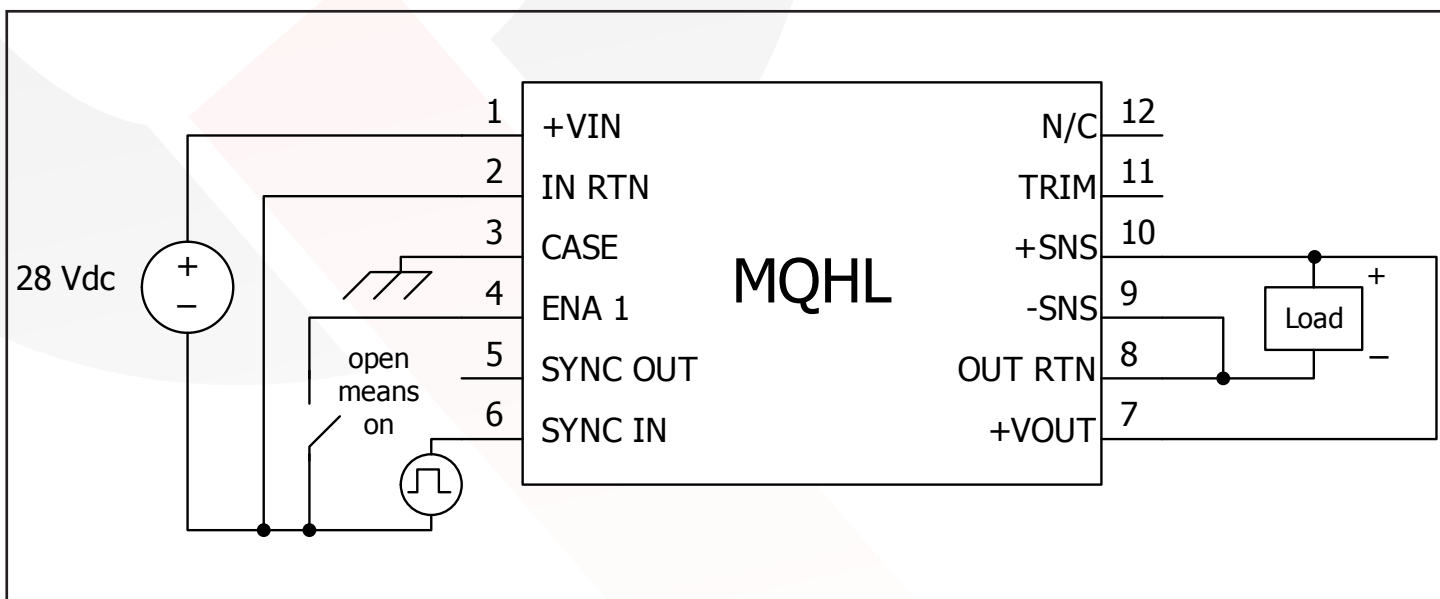 1
+VIN
2
IN RTN
3
CASE
4
ENA 1
5
SYNC OUT
6
SYNC IN
28 Vdc
+
−
open
means
on
MQHL
N/C
12
TRIM
11
+SNS
10
-SNS
9
OUT RTN
8
+VOUT
7
+
Load
−